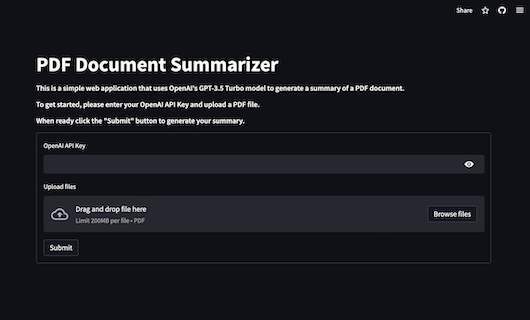 Share
PDF Document Summarizer
This is a simple web application that uses OpenAI's GPT-3.5 Turbo model to generate a summary of a PDF document.
To get started, please enter your OpenAI API Key and upload a PDF file.
When ready click the "Submit" button to generate your summary.
OpenAI API Key
Upload files
Drag and drop file here
Limit 200MB per file • PDF
Browse files
Submit